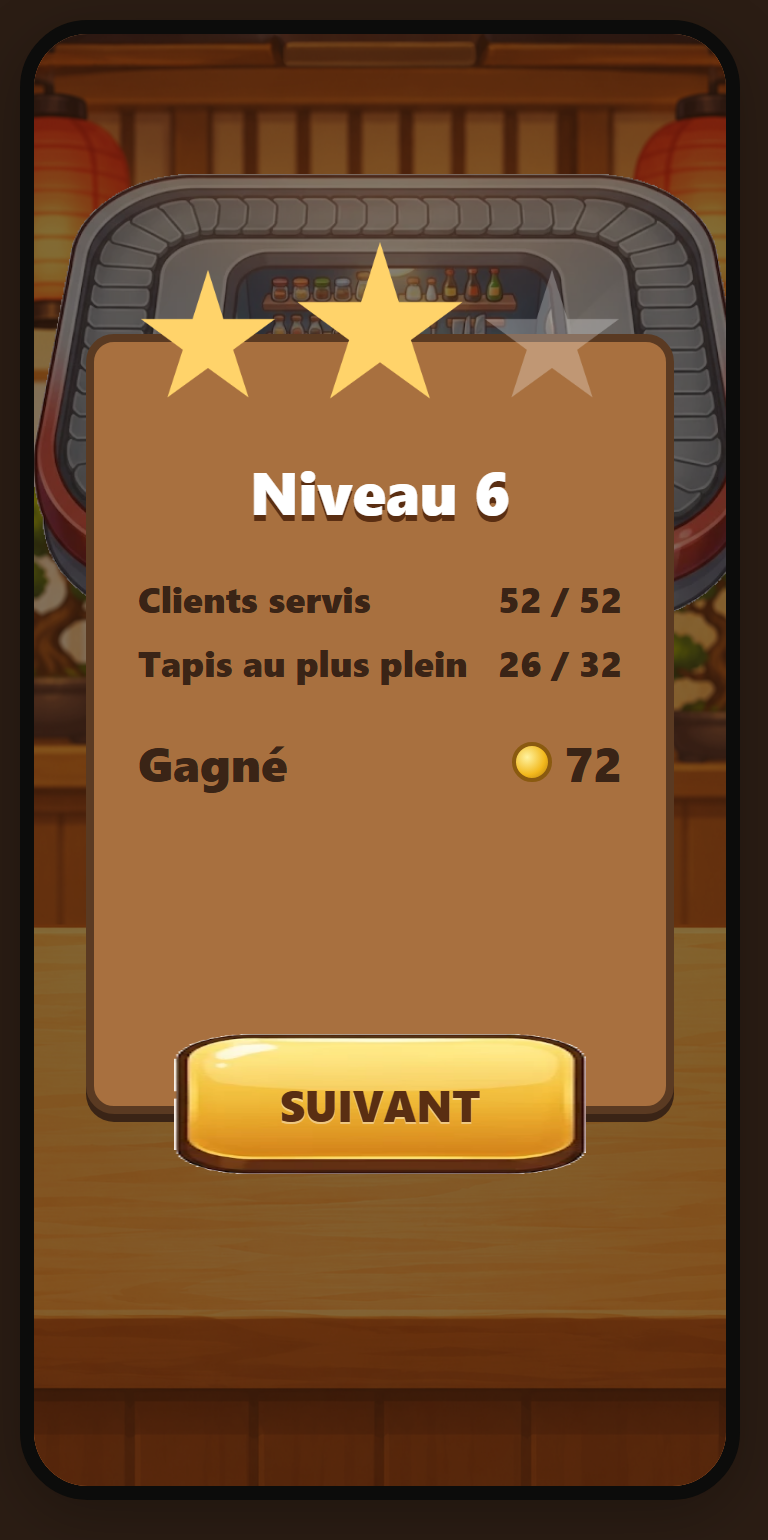 Niveau 6
Clients servis 52 / 52
Tapis au plus plein 26 / 32
Gagné 72
SUIVANT